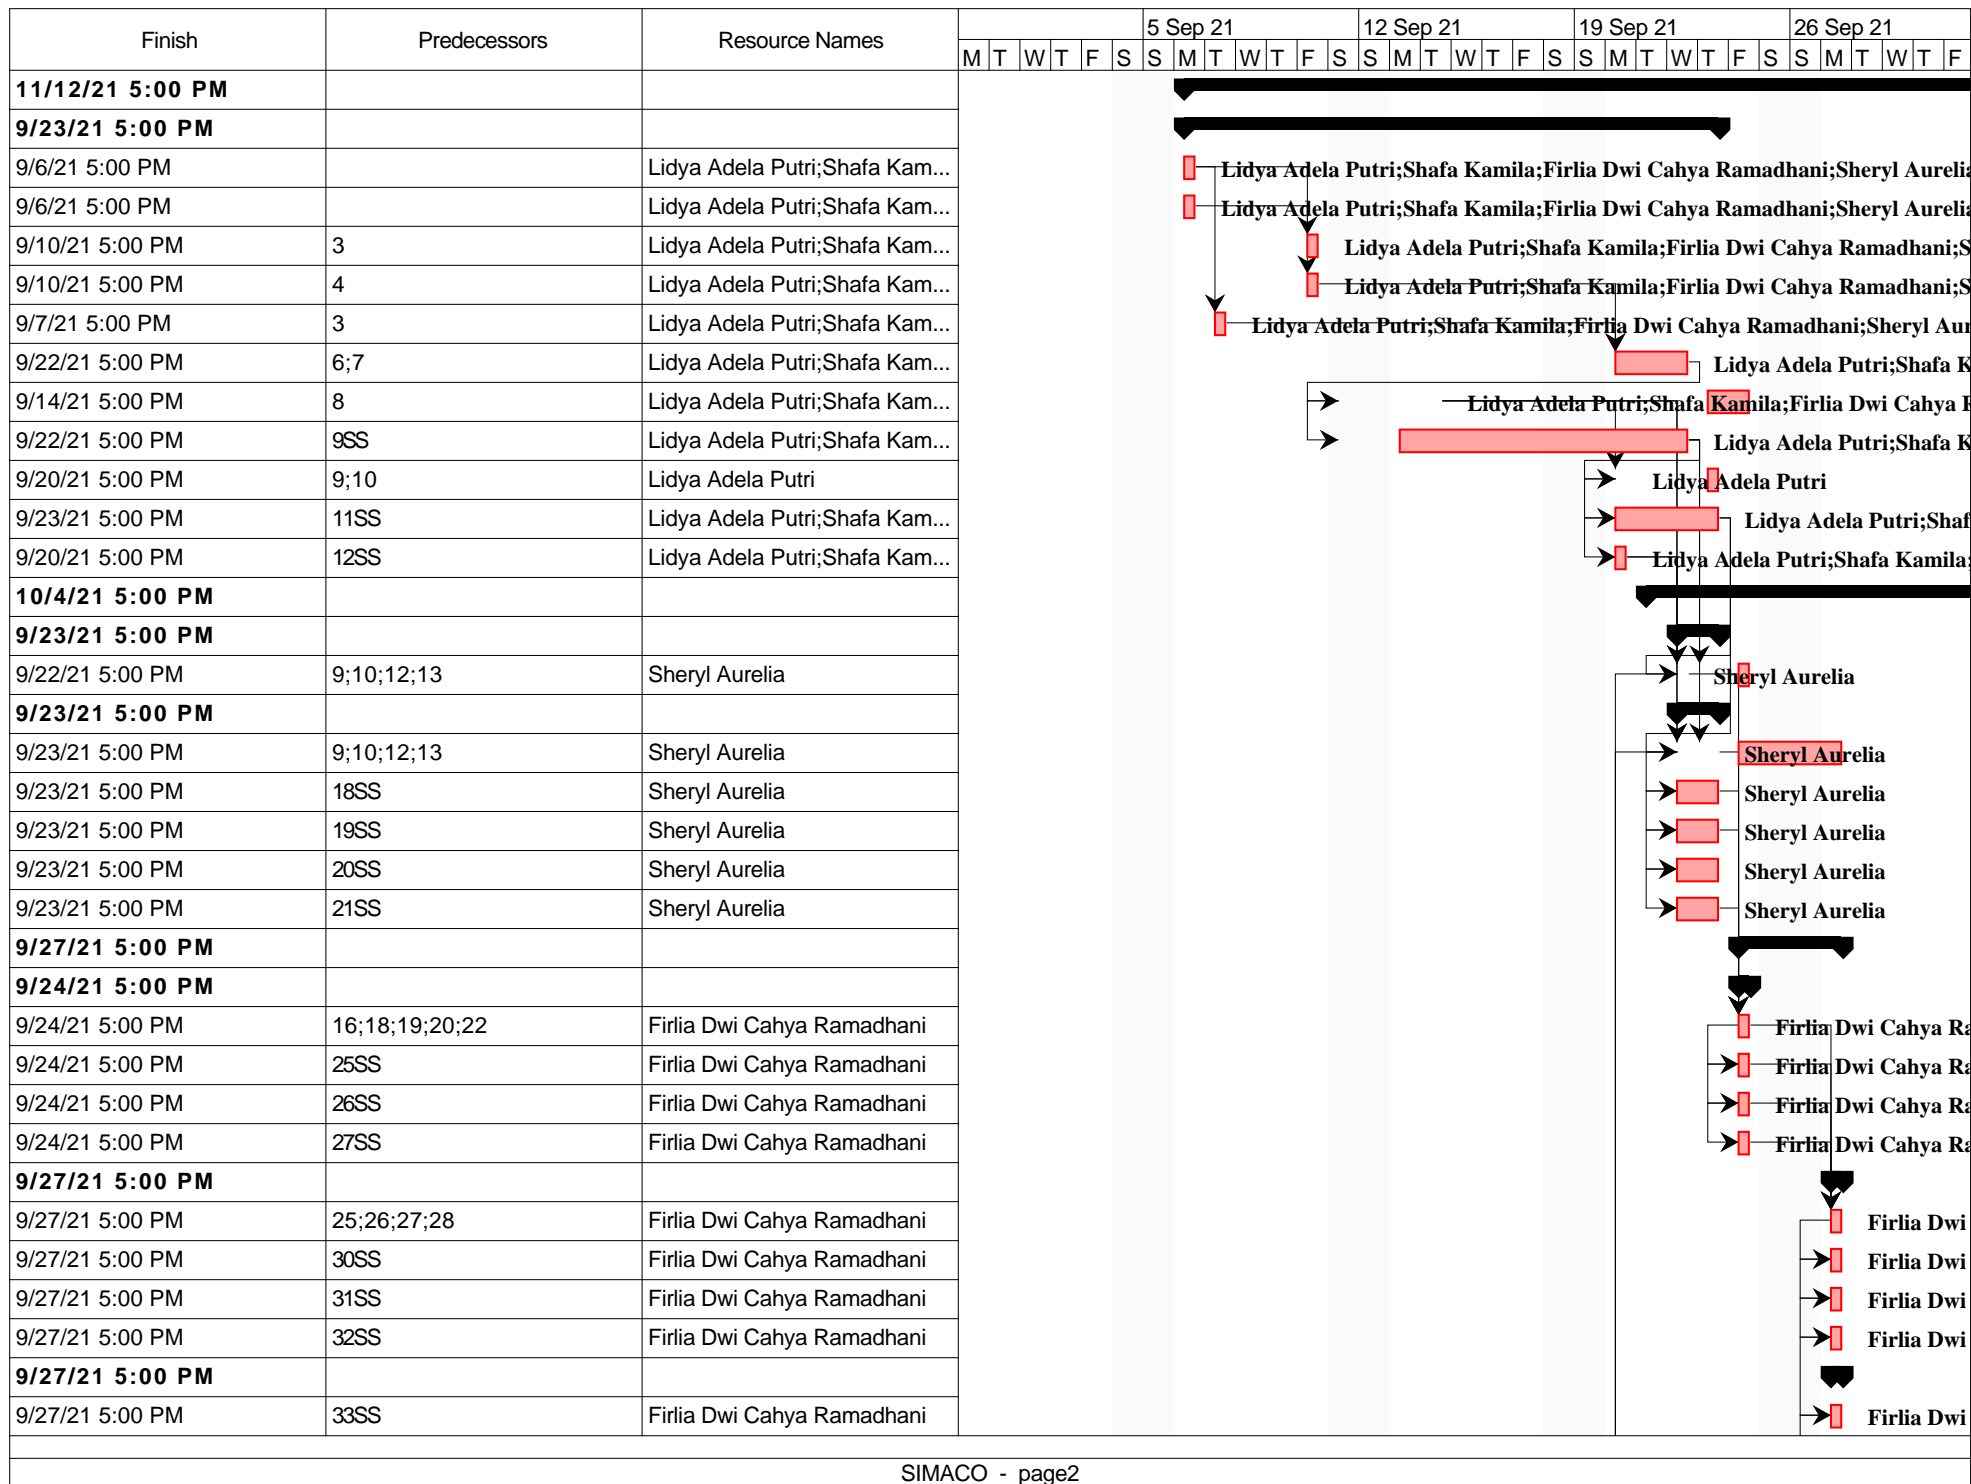 Finish Predecessors Resource Names 5 Sep 21 12 Sep 21 19 Sep 21 26 Sep 21
M T W T F S S M T W T F S S M T W T F S S M T W T F S S M T W T F
11/12/21 5:00 PM
9/23/21 5:00 PM
9/6/21 5:00 PM Lidya Adela Putri;Shafa Kam... Lidya Adela Putri;Shafa Kamila;Firlia Dwi Cahya Ramadhani;Sheryl Aurelia
9/6/21 5:00 PM Lidya Adela Putri;Shafa Kam... Lidya Adela Putri;Shafa Kamila;Firlia Dwi Cahya Ramadhani;Sheryl Aurelia
9/10/21 5:00 PM 3 Lidya Adela Putri;Shafa Kam... Lidya Adela Putri;Shafa Kamila;Firlia Dwi Cahya Ramadhani;S
9/10/21 5:00 PM 4 Lidya Adela Putri;Shafa Kam... Lidya Adela Putri;Shafa Kamila;Firlia Dwi Cahya Ramadhani;S
9/7/21 5:00 PM 3 Lidya Adela Putri;Shafa Kam... Lidya Adela Putri;Shafa Kamila;Firlia Dwi Cahya Ramadhani;Sheryl Aur
9/22/21 5:00 PM 6;7 Lidya Adela Putri;Shafa Kam... Lidya Adela Putri;Shafa K
9/14/21 5:00 PM 8 Lidya Adela Putri;Shafa Kam... Lidya Adela Putri;Shafa Kamila;Firlia Dwi Cahya R
9/22/21 5:00 PM 9SS Lidya Adela Putri;Shafa Kam... Lidya Adela Putri;Shafa K
9/20/21 5:00 PM 9;10 Lidya Adela Putri Lidya Adela Putri
9/23/21 5:00 PM 11SS Lidya Adela Putri;Shafa Kam... Lidya Adela Putri;Shaf
9/20/21 5:00 PM 12SS Lidya Adela Putri;Shafa Kam... Lidya Adela Putri;Shafa Kamila;
10/4/21 5:00 PM
9/23/21 5:00 PM
9/22/21 5:00 PM 9;10;12;13 Sheryl Aurelia Sheryl Aurelia
9/23/21 5:00 PM
9/23/21 5:00 PM 9;10;12;13 Sheryl Aurelia Sheryl Aurelia
9/23/21 5:00 PM 18SS Sheryl Aurelia Sheryl Aurelia
9/23/21 5:00 PM 19SS Sheryl Aurelia Sheryl Aurelia
9/23/21 5:00 PM 20SS Sheryl Aurelia Sheryl Aurelia
9/23/21 5:00 PM 21SS Sheryl Aurelia Sheryl Aurelia
9/27/21 5:00 PM
9/24/21 5:00 PM
9/24/21 5:00 PM 16;18;19;20;22 Firlia Dwi Cahya Ramadhani Firlia Dwi Cahya Ra
9/24/21 5:00 PM 25SS Firlia Dwi Cahya Ramadhani Firlia Dwi Cahya Ra
9/24/21 5:00 PM 26SS Firlia Dwi Cahya Ramadhani Firlia Dwi Cahya Ra
9/24/21 5:00 PM 27SS Firlia Dwi Cahya Ramadhani Firlia Dwi Cahya Ra
9/27/21 5:00 PM
9/27/21 5:00 PM 25;26;27;28 Firlia Dwi Cahya Ramadhani Firlia Dwi
9/27/21 5:00 PM 30SS Firlia Dwi Cahya Ramadhani Firlia Dwi
9/27/21 5:00 PM 31SS Firlia Dwi Cahya Ramadhani Firlia Dwi
9/27/21 5:00 PM 32SS Firlia Dwi Cahya Ramadhani Firlia Dwi
9/27/21 5:00 PM
9/27/21 5:00 PM 33SS Firlia Dwi Cahya Ramadhani Firlia Dwi
SIMACO - page2